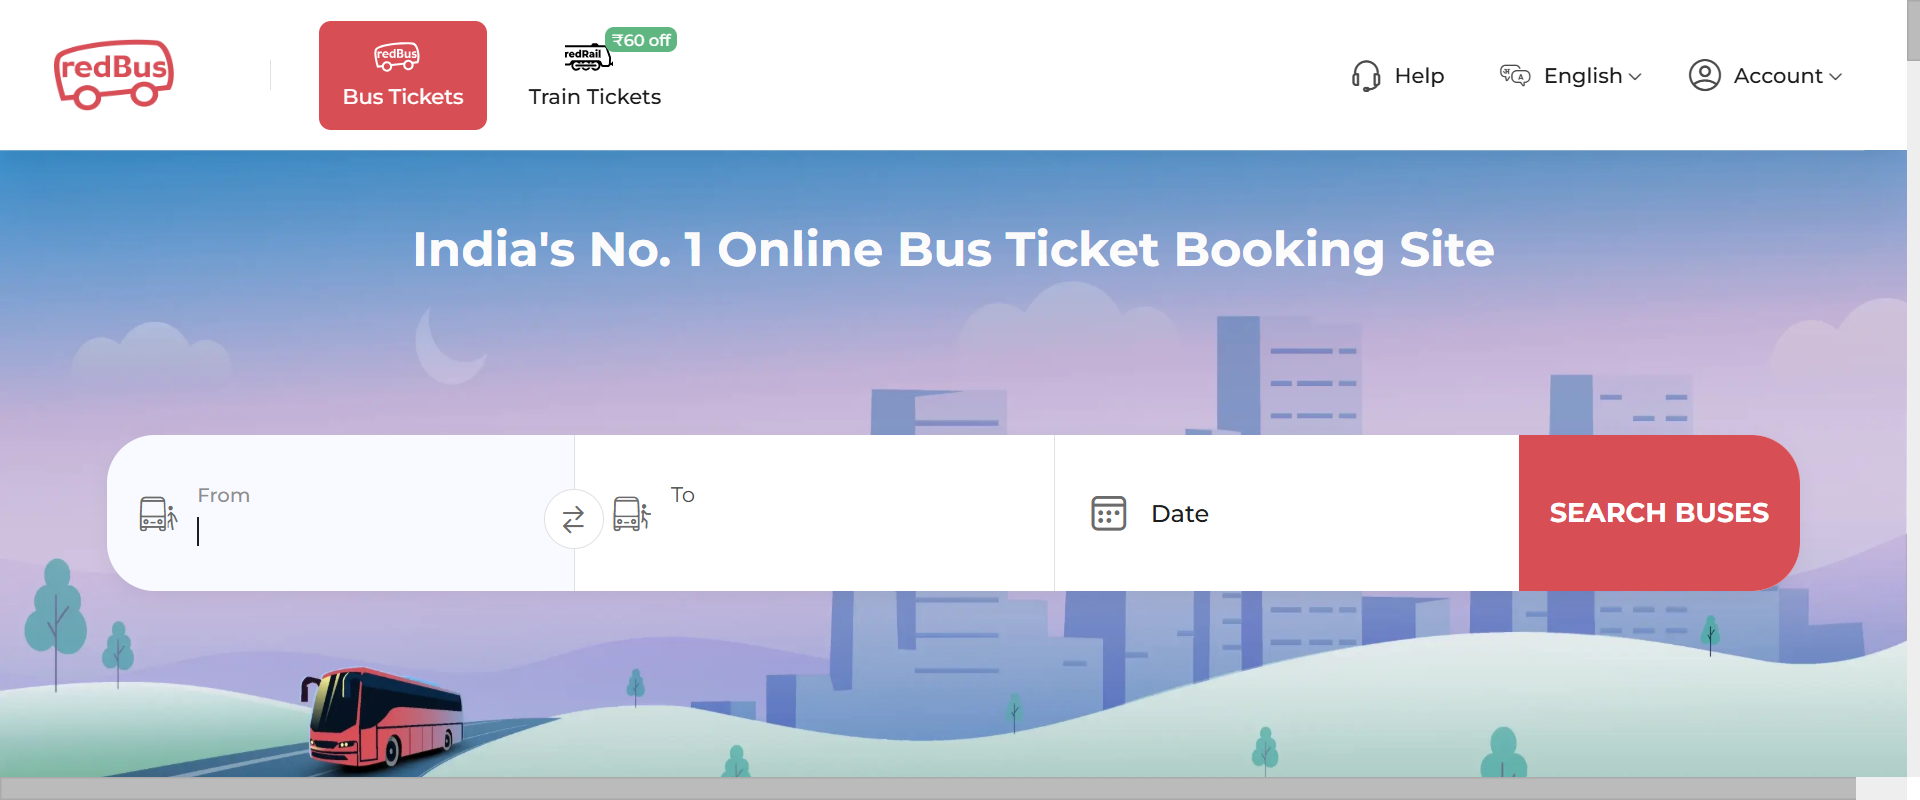 redBus
redBus
Bus Tickets
redRail
₹60 off
Train Tickets
Help
English
Account
India's No. 1 Online Bus Ticket Booking Site
From
To
Date
SEARCH BUSES